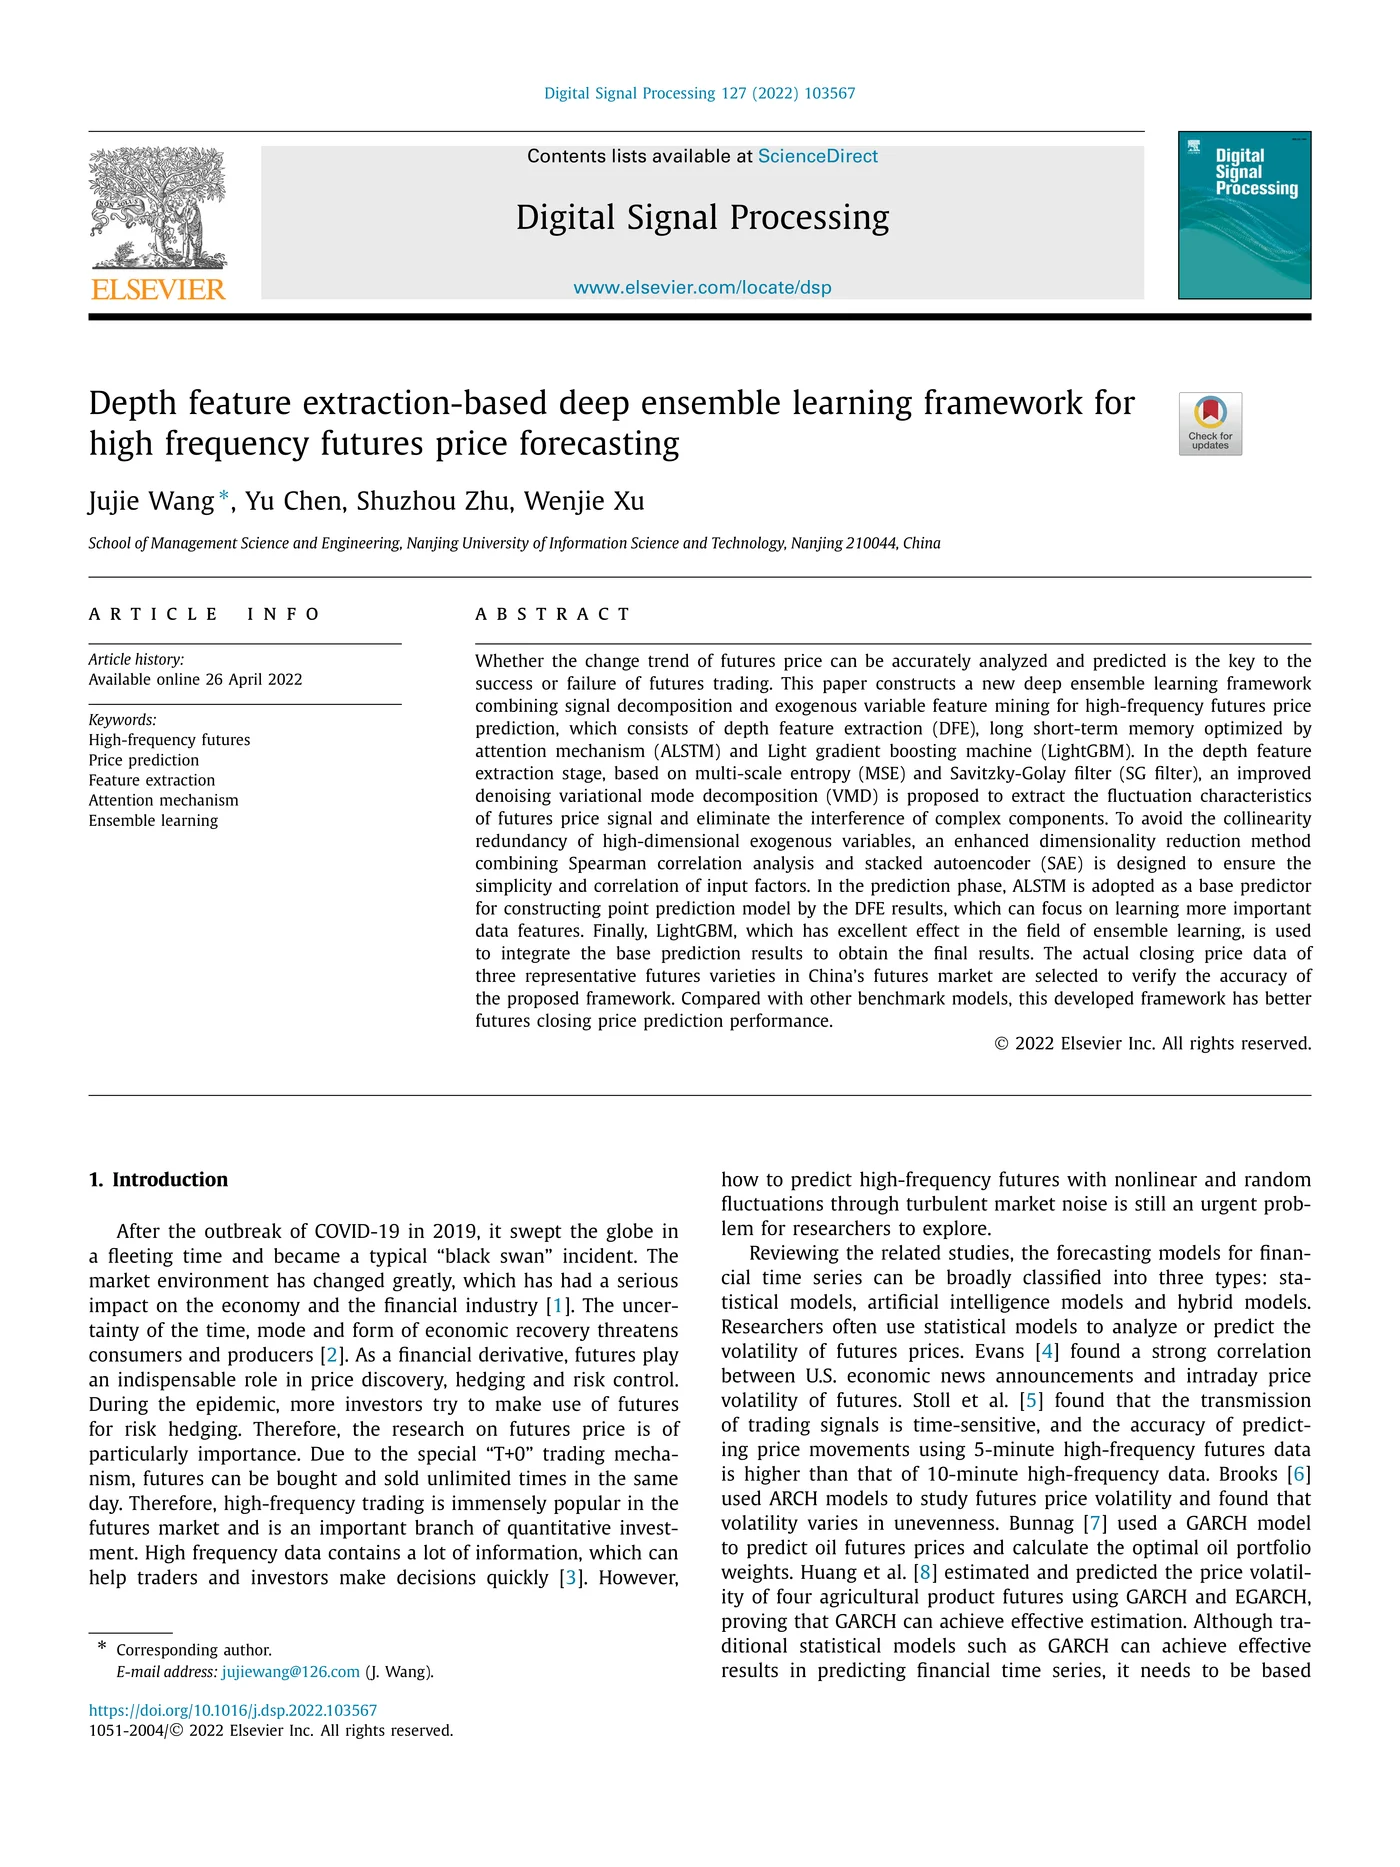 Digital Signal Processing 127 (2022) 103567
Contents lists available at ScienceDirect
Digital Signal Processing
www.elsevier.com/locate/dsp
ELSEVIER
Digital
Signal
Processing
Depth feature extraction-based deep ensemble learning framework for
high frequency futures price forecasting
Check for
updates
Jujie Wang *, Yu Chen, Shuzhou Zhu, Wenjie Xu
School of Management Science and Engineering, Nanjing University of Information Science and Technology, Nanjing 210044, China
ARTICLE INFO
Article history:
Available online 26 April 2022
Keywords:
High-frequency futures
Price prediction
Feature extraction
Attention mechanism
Ensemble learning
ABSTRACT
Whether the change trend of futures price can be accurately analyzed and predicted is the key to the
success or failure of futures trading. This paper constructs a new deep ensemble learning framework
combining signal decomposition and exogenous variable feature mining for high-frequency futures price
prediction, which consists of depth feature extraction (DFE), long short-term memory optimized by
attention mechanism (ALSTM) and Light gradient boosting machine (LightGBM). In the depth feature
extraction stage, based on multi-scale entropy (MSE) and Savitzky-Golay filter (SG filter), an improved
denoising variational mode decomposition (VMD) is proposed to extract the fluctuation characteristics
of futures price signal and eliminate the interference of complex components. To avoid the collinearity
redundancy of high-dimensional exogenous variables, an enhanced dimensionality reduction method
combining Spearman correlation analysis and stacked autoencoder (SAE) is designed to ensure the
simplicity and correlation of input factors. In the prediction phase, ALSTM is adopted as a base predictor
for constructing point prediction model by the DFE results, which can focus on learning more important
data features. Finally, LightGBM, which has excellent effect in the field of ensemble learning, is used
to integrate the base prediction results to obtain the final results. The actual closing price data of
three representative futures varieties in China's futures market are selected to verify the accuracy of
the proposed framework. Compared with other benchmark models, this developed framework has better
futures closing price prediction performance.
© 2022 Elsevier Inc. All rights reserved.
1. Introduction
After the outbreak of COVID-19 in 2019, it swept the globe in
a fleeting time and became a typical “black swan” incident. The
market environment has changed greatly, which has had a serious
impact on the economy and the financial industry [1]. The uncer-
tainty of the time, mode and form of economic recovery threatens
consumers and producers [2]. As a financial derivative, futures play
an indispensable role in price discovery, hedging and risk control.
During the epidemic, more investors try to make use of futures
for risk hedging. Therefore, the research on futures price is of
particularly importance. Due to the special “T+0” trading mecha-
nism, futures can be bought and sold unlimited times in the same
day. Therefore, high-frequency trading is immensely popular in the
futures market and is an important branch of quantitative invest-
ment. High frequency data contains a lot of information, which can
help traders and investors make decisions quickly [3]. However,
* Corresponding author.
E-mail address: jujiewang@126.com (J. Wang).
https://doi.org/10.1016/j.dsp.2022.103567
1051-2004/© 2022 Elsevier Inc. All rights reserved.
how to predict high-frequency futures with nonlinear and random
fluctuations through turbulent market noise is still an urgent prob-
lem for researchers to explore.
Reviewing the related studies, the forecasting models for finan-
cial time series can be broadly classified into three types: sta-
tistical models, artificial intelligence models and hybrid models.
Researchers often use statistical models to analyze or predict the
volatility of futures prices. Evans [4] found a strong correlation
between U.S. economic news announcements and intraday price
volatility of futures. Stoll et al. [5] found that the transmission
of trading signals is time-sensitive, and the accuracy of predict-
ing price movements using 5-minute high-frequency futures data
is higher than that of 10-minute high-frequency data. Brooks [6]
used ARCH models to study futures price volatility and found that
volatility varies in unevenness. Bunnag [7] used a GARCH model
to predict oil futures prices and calculate the optimal oil portfolio
weights. Huang et al. [8] estimated and predicted the price volatil-
ity of four agricultural product futures using GARCH and EGARCH,
proving that GARCH can achieve effective estimation. Although tra-
ditional statistical models such as GARCH can achieve effective
results in predicting financial time series, it needs to be based